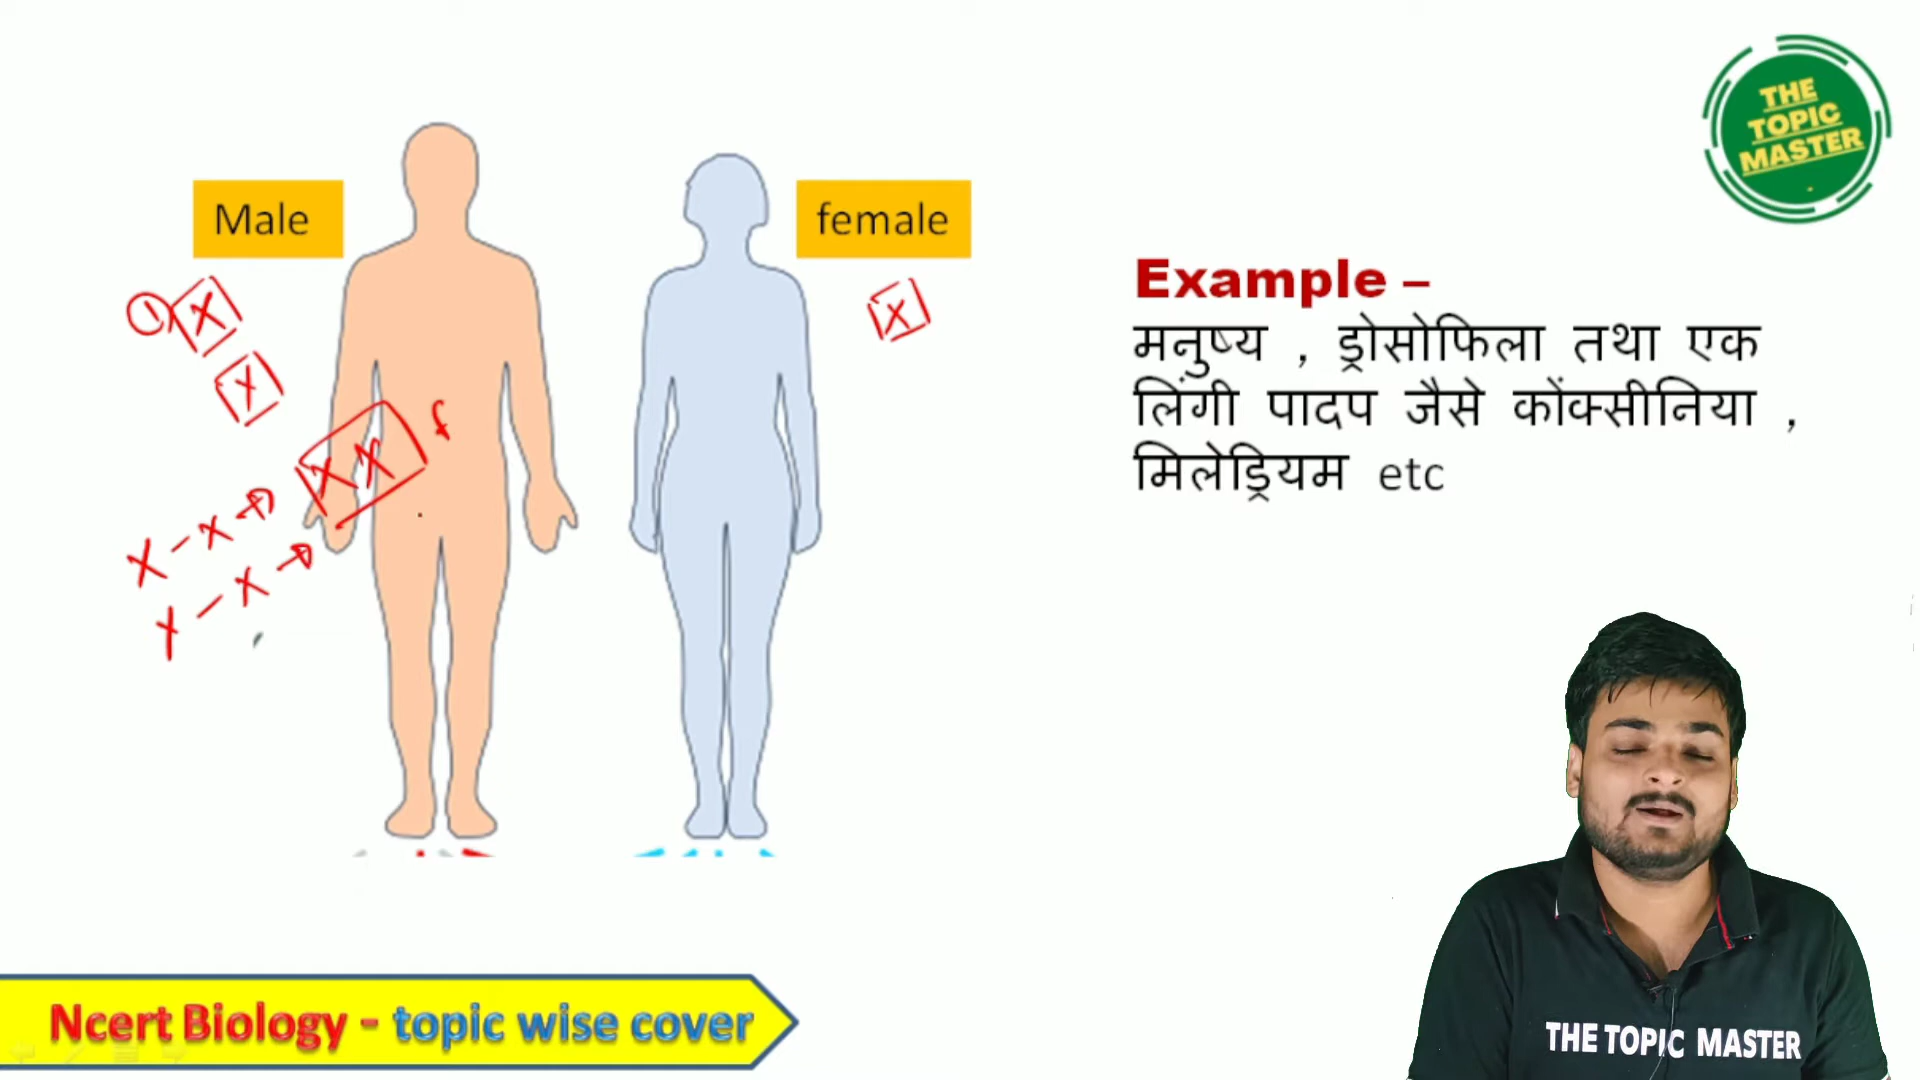 THE
TOPIC
MASTER
Male
female
① X
Y
X X f
X - X →
Y - X →
X
Example –
मनुष्य , ड्रोसोफिला तथा एक
लिंगी पादप जैसे कोंक्सीनिया ,
मिलेड्रियम etc
Ncert Biology - topic wise cover
THE TOPIC MASTER